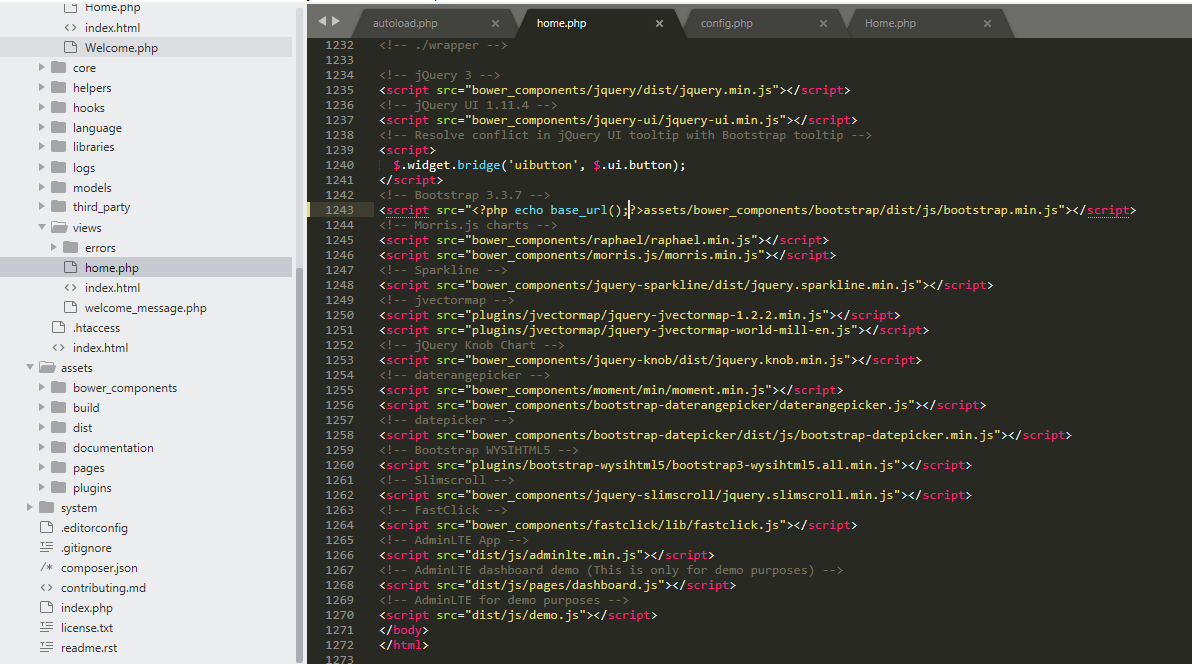 Home.php
index.html
Welcome.php
core
helpers
hooks
language
libraries
logs
models
third_party
views
errors
home.php
index.html
welcome_message.php
.htaccess
index.html
assets
bower_components
build
dist
documentation
pages
plugins
system
.editorconfig
.gitignore
composer.json
contributing.md
index.php
license.txt
readme.rst
autoload.php × home.php × config.php × Home.php ×
1232 <!-- ./wrapper -->
1233
1234 <!-- jQuery 3 -->
1235 <script src="bower_components/jquery/dist/jquery.min.js"></script>
1236 <!-- jQuery UI 1.11.4 -->
1237 <script src="bower_components/jquery-ui/jquery-ui.min.js"></script>
1238 <!-- Resolve conflict in jQuery UI tooltip with Bootstrap tooltip -->
1239 <script>
1240 $.widget.bridge('uibutton', $.ui.button);
1241 </script>
1242 <!-- Bootstrap 3.3.7 -->
1243 <script src="<?php echo base_url();?>assets/bower_components/bootstrap/dist/js/bootstrap.min.js"></script>
1244 <!-- Morris.js charts -->
1245 <script src="bower_components/raphael/raphael.min.js"></script>
1246 <script src="bower_components/morris.js/morris.min.js"></script>
1247 <!-- Sparkline -->
1248 <script src="bower_components/jquery-sparkline/dist/jquery.sparkline.min.js"></script>
1249 <!-- jvectormap -->
1250 <script src="plugins/jvectormap/jquery-jvectormap-1.2.2.min.js"></script>
1251 <script src="plugins/jvectormap/jquery-jvectormap-world-mill-en.js"></script>
1252 <!-- jQuery Knob Chart -->
1253 <script src="bower_components/jquery-knob/dist/jquery.knob.min.js"></script>
1254 <!-- daterangepicker -->
1255 <script src="bower_components/moment/min/moment.min.js"></script>
1256 <script src="bower_components/bootstrap-daterangepicker/daterangepicker.js"></script>
1257 <!-- datepicker -->
1258 <script src="bower_components/bootstrap-datepicker/dist/js/bootstrap-datepicker.min.js"></script>
1259 <!-- Bootstrap WYSIHTML5 -->
1260 <script src="plugins/bootstrap-wysihtml5/bootstrap3-wysihtml5.all.min.js"></script>
1261 <!-- Slimscroll -->
1262 <script src="bower_components/jquery-slimscroll/jquery.slimscroll.min.js"></script>
1263 <!-- FastClick -->
1264 <script src="bower_components/fastclick/lib/fastclick.js"></script>
1265 <!-- AdminLTE App -->
1266 <script src="dist/js/adminlte.min.js"></script>
1267 <!-- AdminLTE dashboard demo (This is only for demo purposes) -->
1268 <script src="dist/js/pages/dashboard.js"></script>
1269 <!-- AdminLTE for demo purposes -->
1270 <script src="dist/js/demo.js"></script>
1271 </body>
1272 </html>
1273